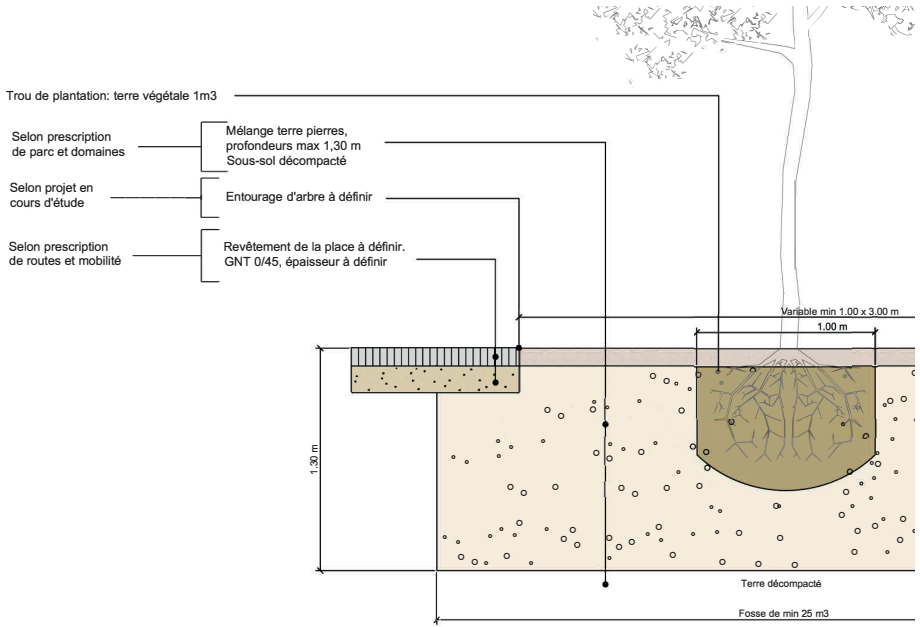 Trou de plantation: terre végétale 1m3
Selon prescription
de parc et domaines
Mélange terre pierres,
profondeurs max 1,30 m
Sous-sol décompacté
Selon projet en
cours d'étude
Entourage d'arbre à définir
Selon prescription
de routes et mobilité
Revêtement de la place à définir.
GNT 0/45, épaisseur à définir
Variable min 1.00 x 3.00 m
1.00 m
1.30 m
Terre décompacté
Fosse de min 25 m3